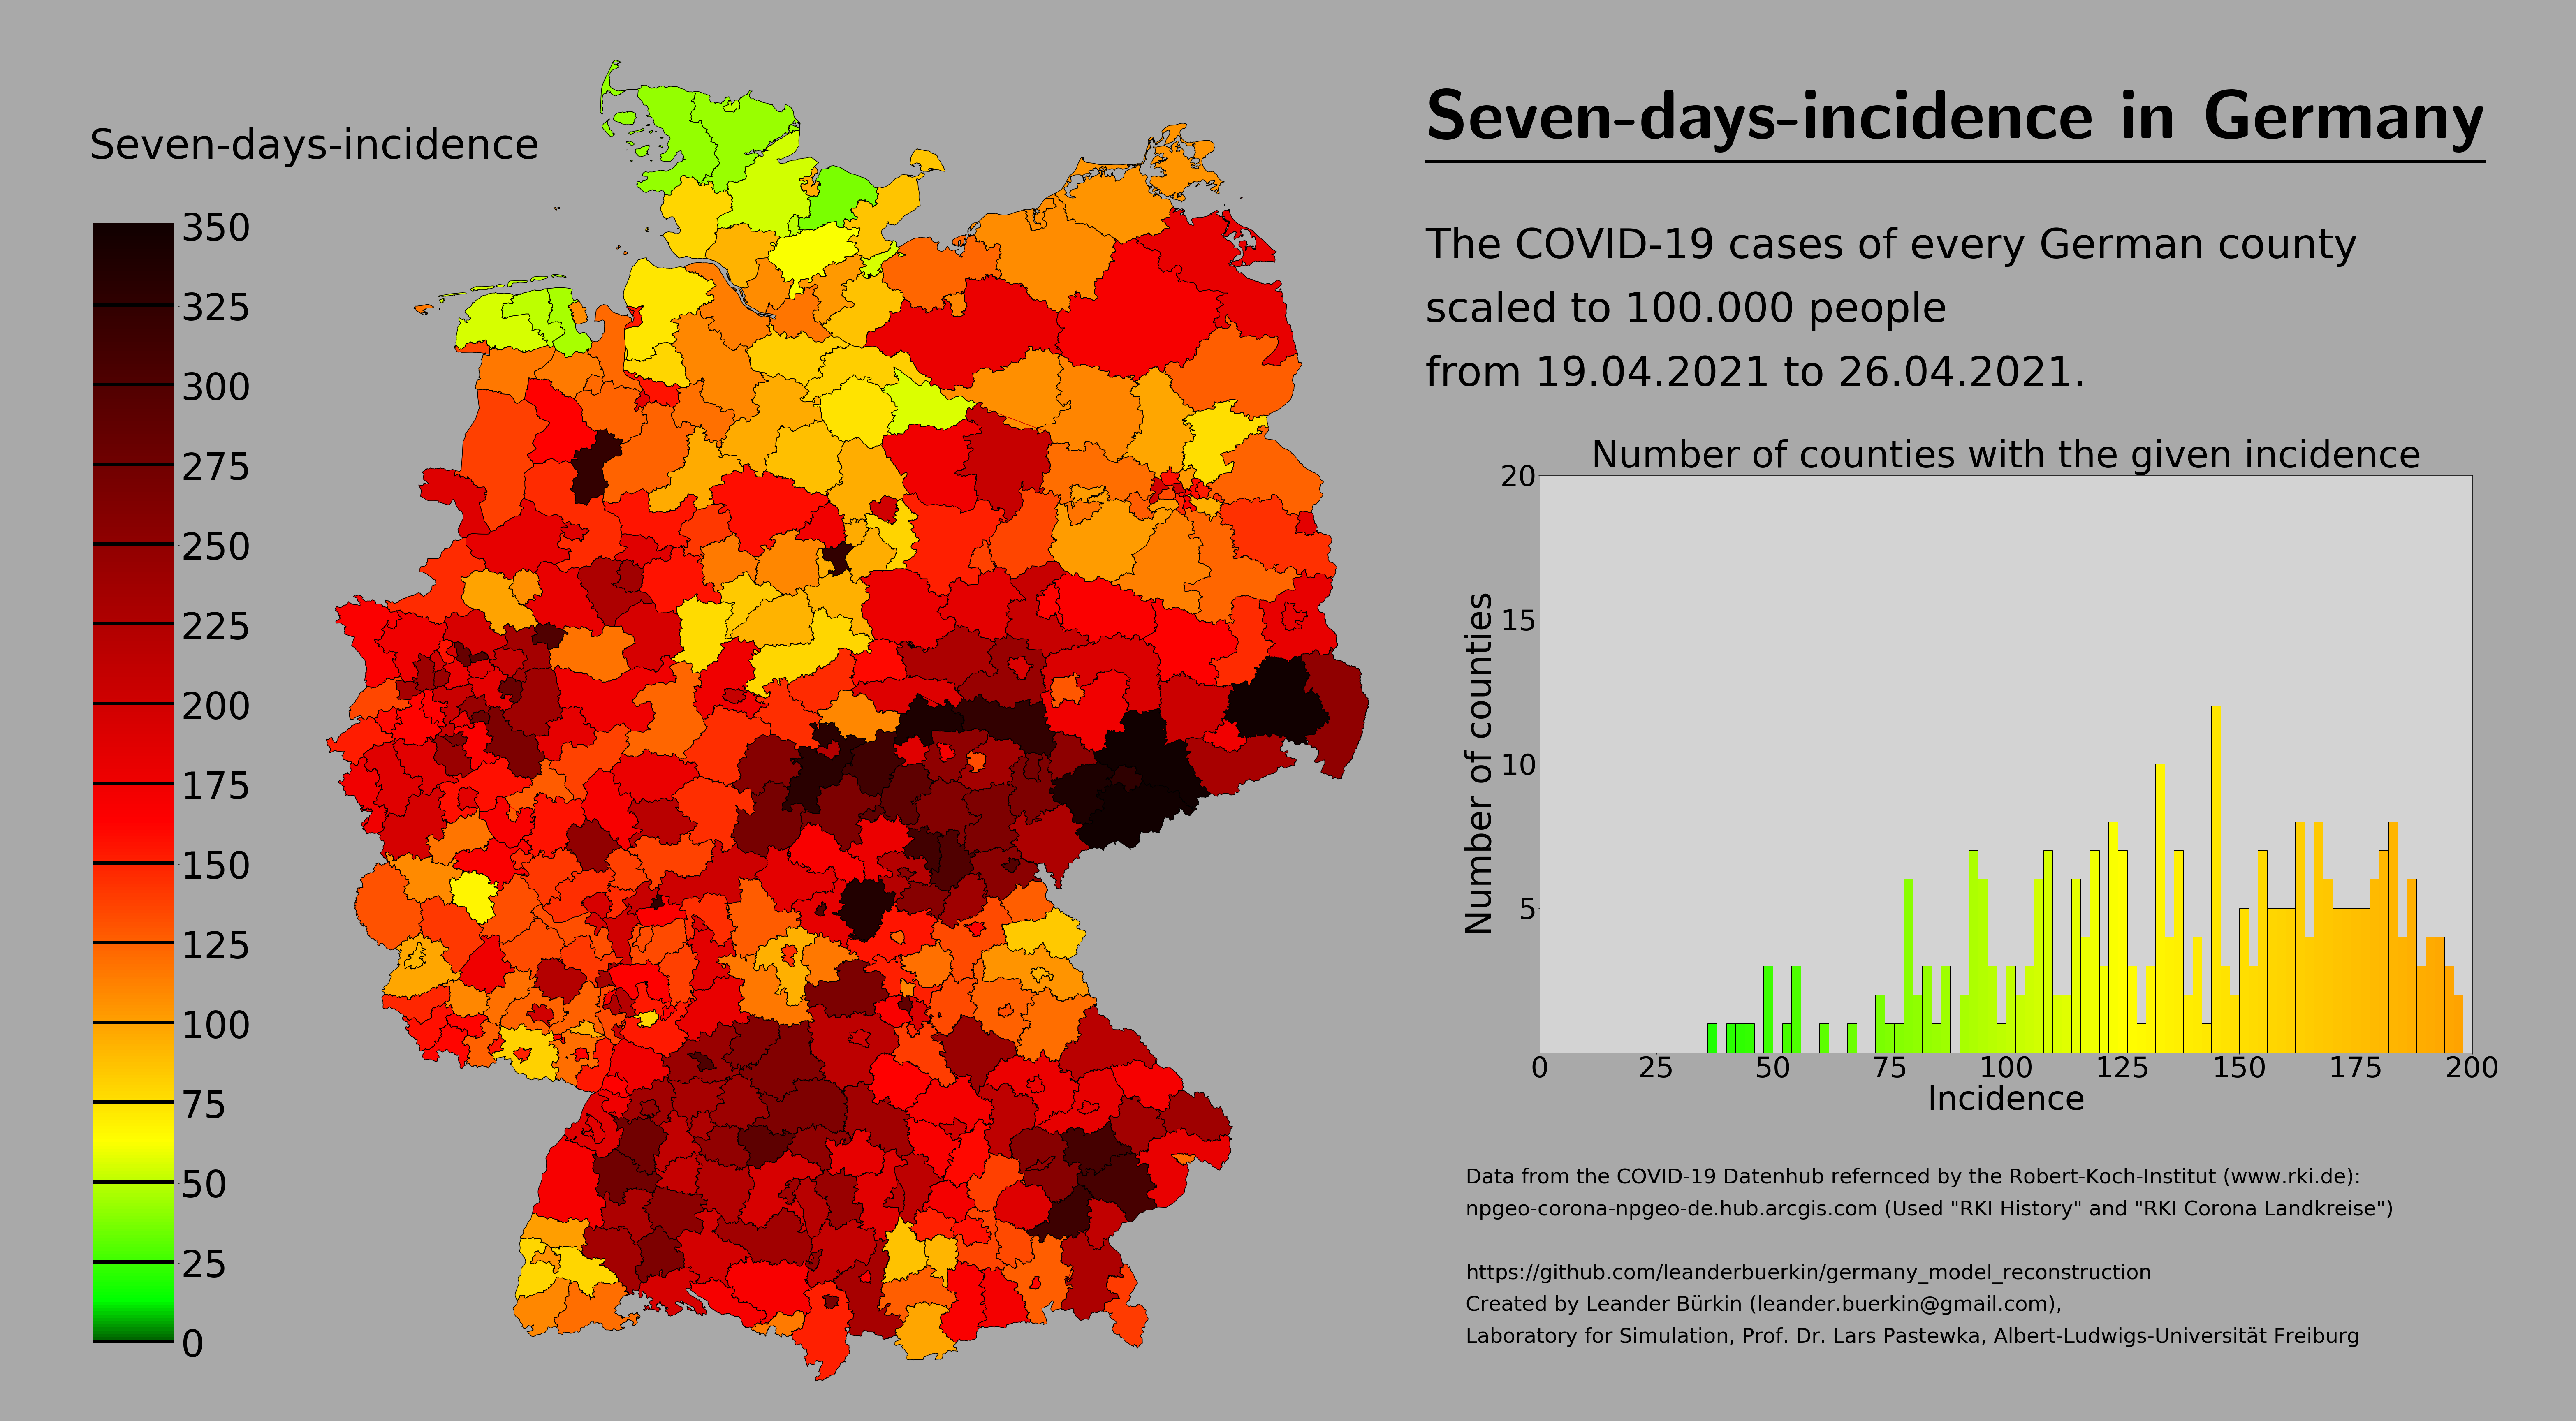 Seven-days-incidence
350
325
300
275
250
225
200
175
150
125
100
75
50
25
0
Seven-days-incidence in Germany
The COVID-19 cases of every German county
scaled to 100.000 people
from 19.04.2021 to 26.04.2021.
Number of counties with the given incidence
Number of counties
20
15
10
5
0 25 50 75 100 125 150 175 200
Incidence
Data from the COVID-19 Datenhub refernced by the Robert-Koch-Institut (www.rki.de):
npgeo-corona-npgeo-de.hub.arcgis.com (Used "RKI History" and "RKI Corona Landkreise")
https://github.com/leanderbuerkin/germany_model_reconstruction
Created by Leander Bürkin (leander.buerkin@gmail.com),
Laboratory for Simulation, Prof. Dr. Lars Pastewka, Albert-Ludwigs-Universität Freiburg